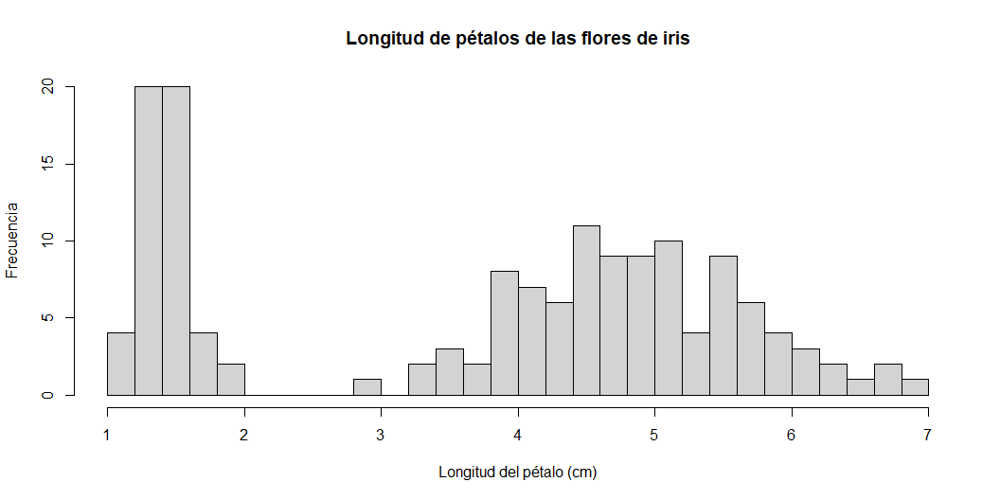 Longitud de pétalos de las flores de iris
Frecuencia
20
15
10
5
0
1 2 3 4 5 6 7
Longitud del pétalo (cm)